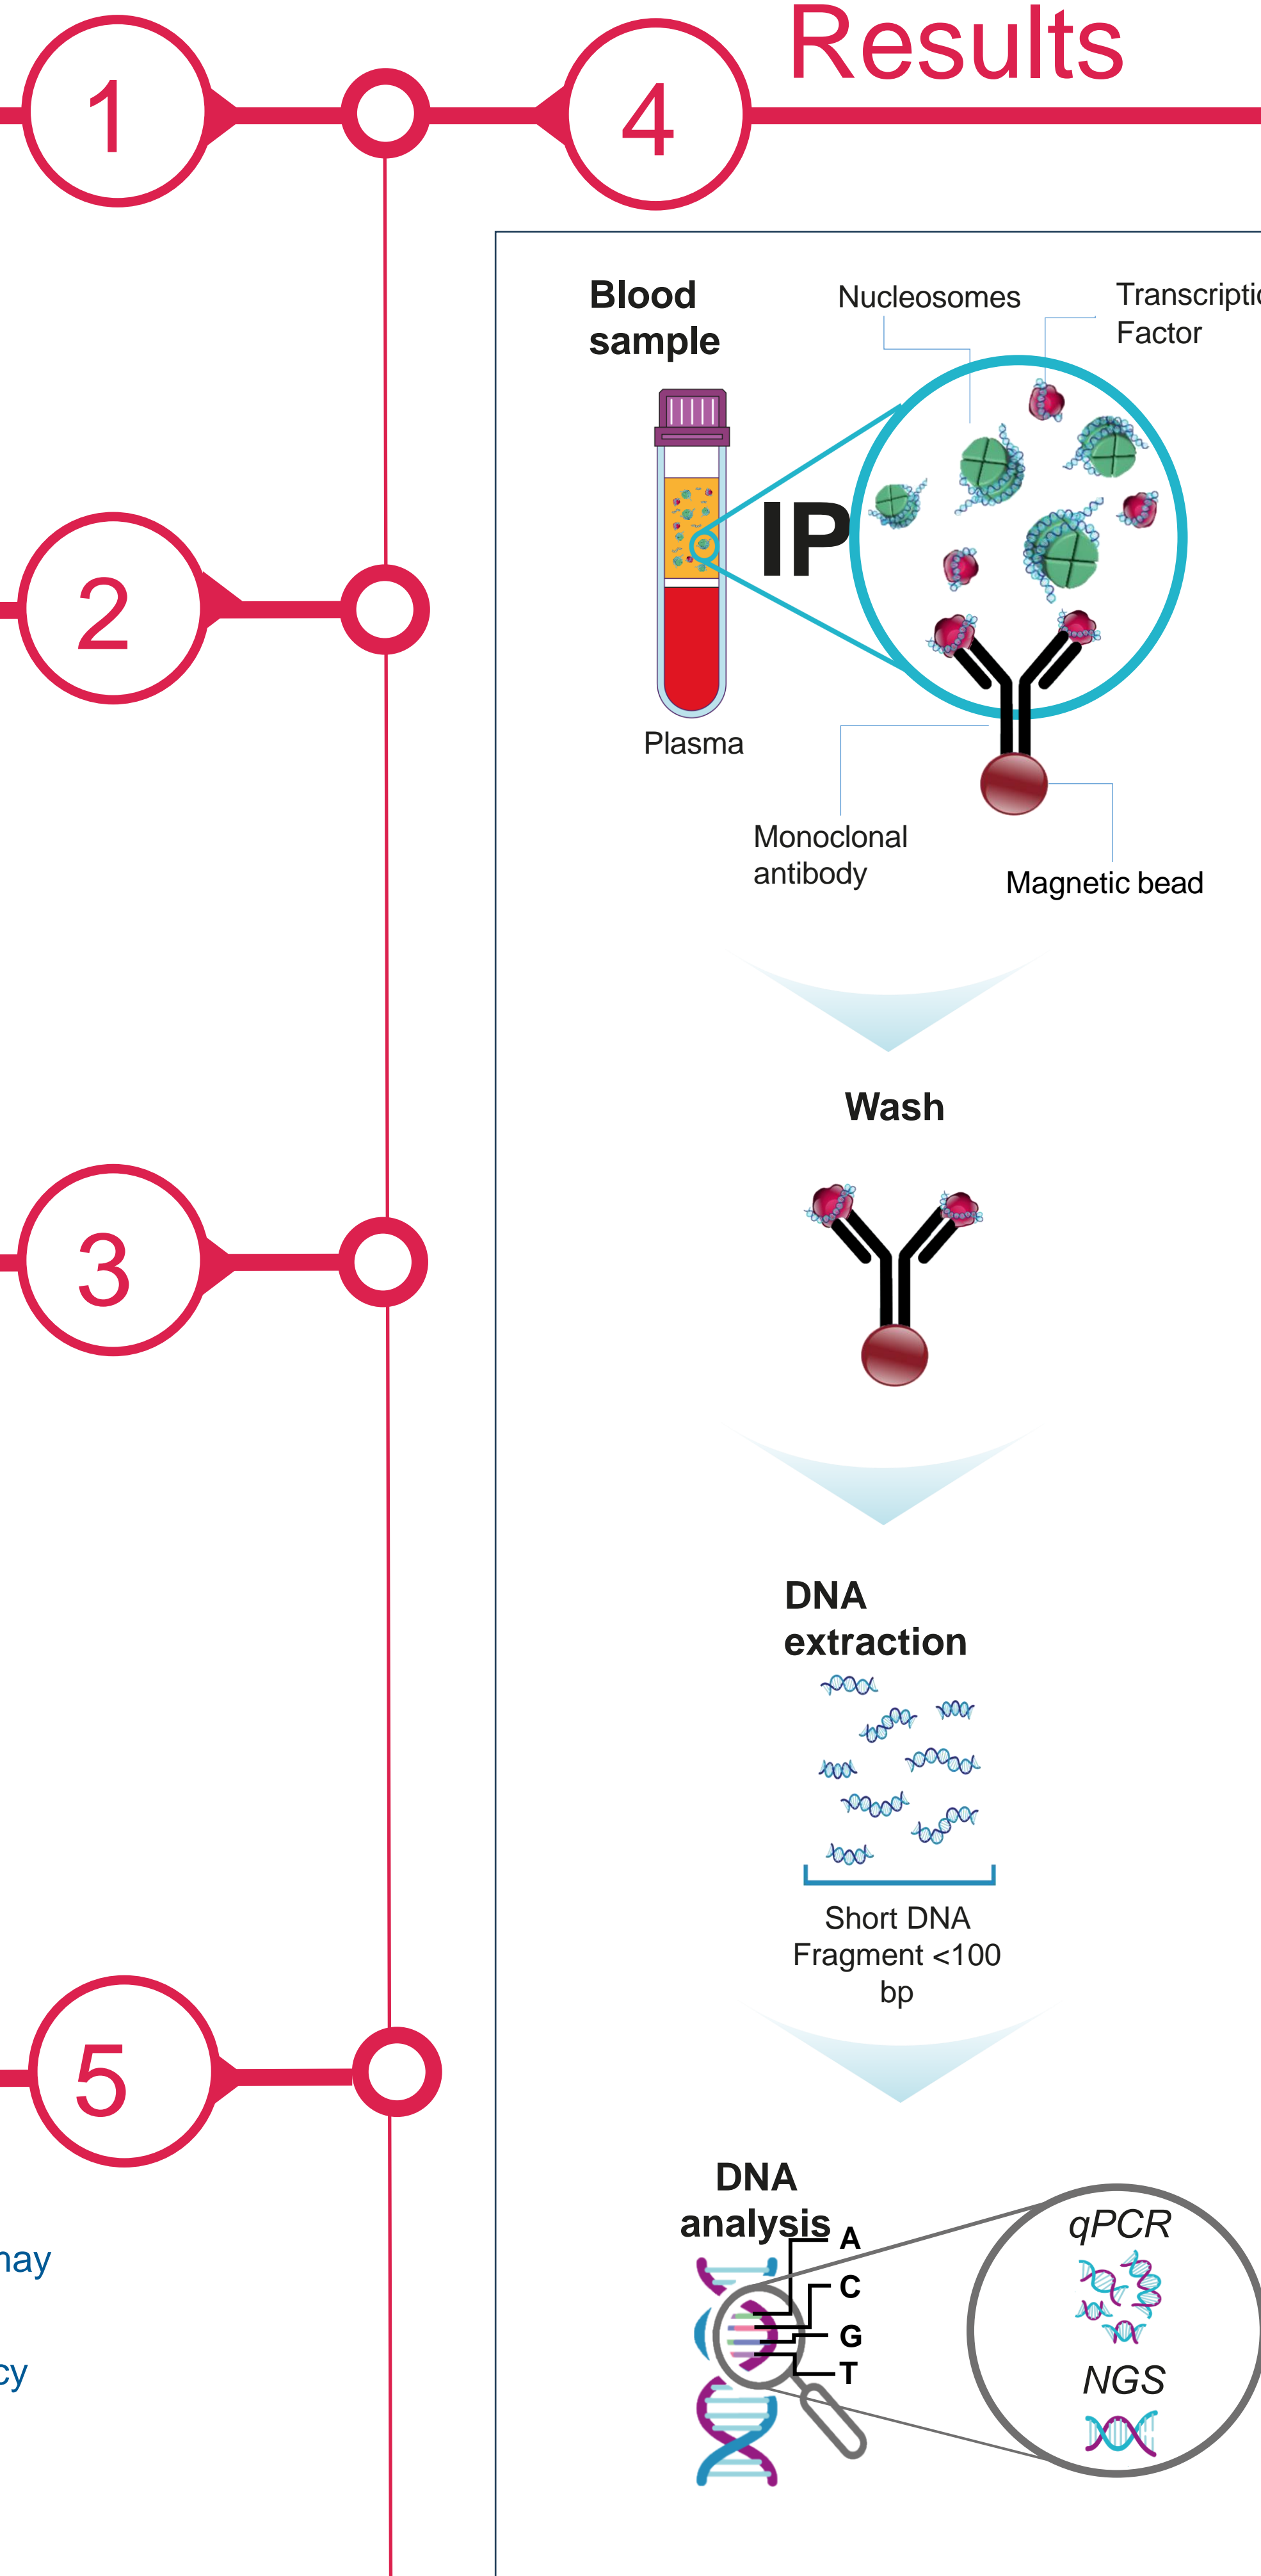 1
4
Results
2
3
5
Blood
sample
Nucleosomes
Factor
IP
Plasma
Monoclonal
antibody
Magnetic bead
Wash
DNA
extraction
Short DNA
Fragment <100
bp
DNA
analysis
A
C
G
T
qPCR
NGS